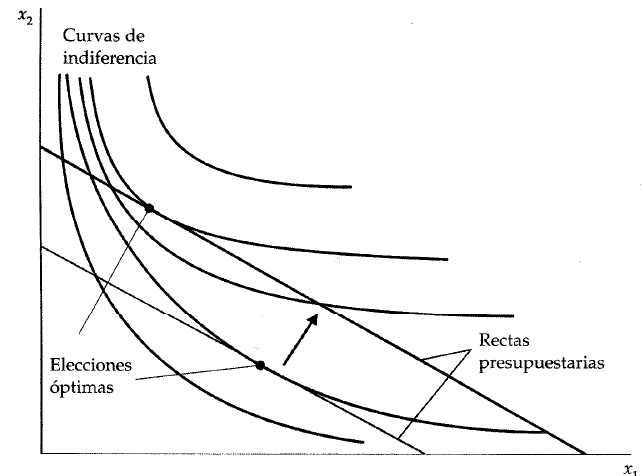 x₂
Curvas de
indiferencia
Elecciones
óptimas
Rectas
presupuestarias
x₁